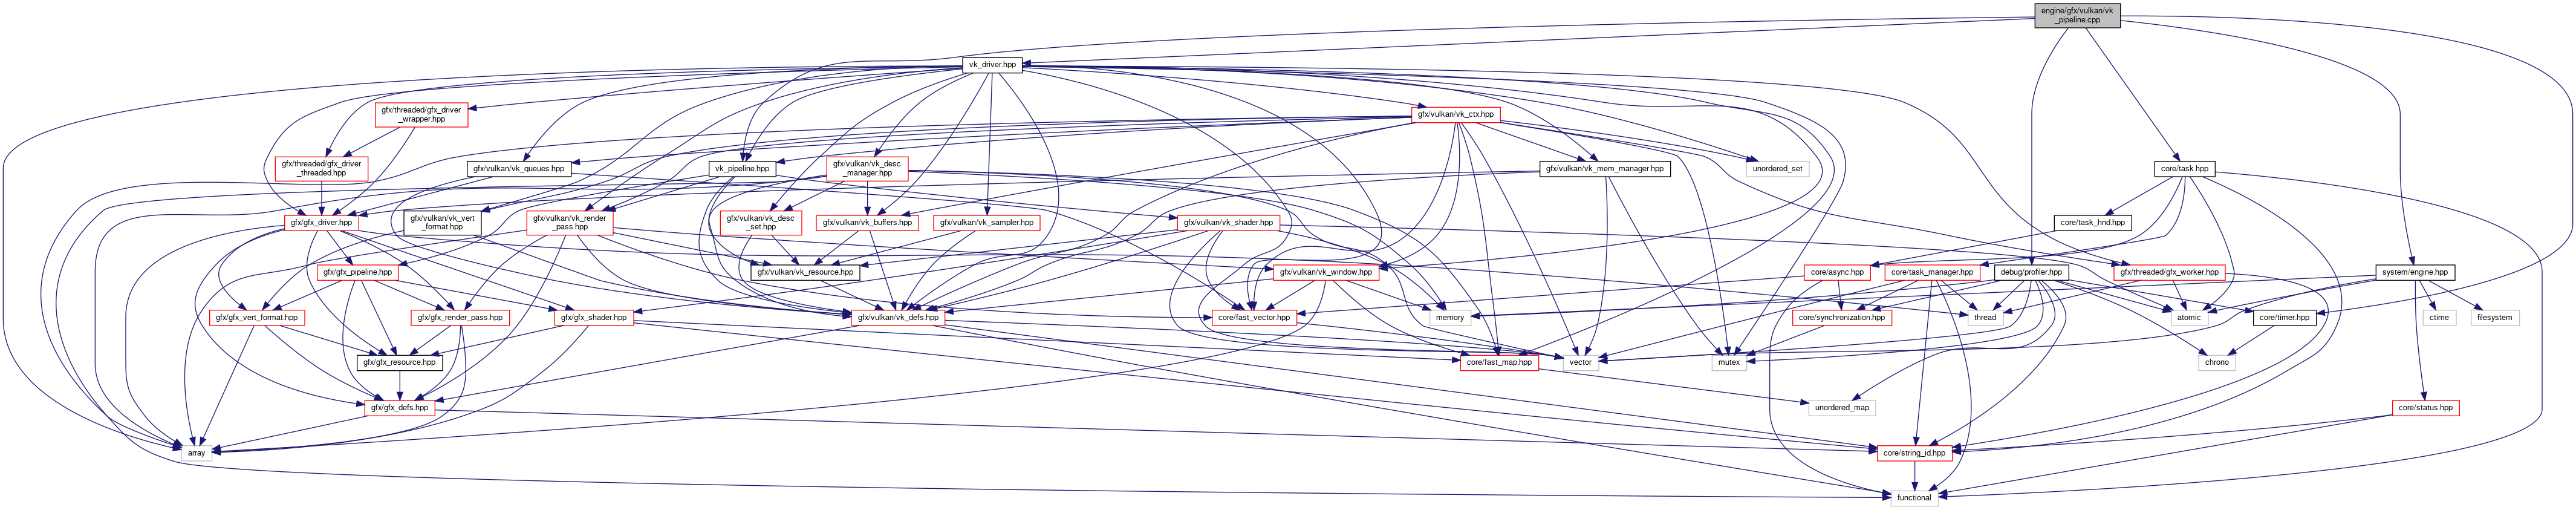 engine/gfx/vulkan/vk
_pipeline.cpp
vk_driver.hpp
gfx/threaded/gfx_driver
_wrapper.hpp
gfx/vulkan/vk_ctx.hpp
gfx/threaded/gfx_driver
_threaded.hpp
gfx/vulkan/vk_queues.hpp
vk_pipeline.hpp
gfx/vulkan/vk_desc
_manager.hpp
gfx/vulkan/vk_mem_manager.hpp
unordered_set
core/task.hpp
gfx/gfx_driver.hpp
gfx/vulkan/vk_vert
_format.hpp
gfx/vulkan/vk_render
_pass.hpp
gfx/vulkan/vk_desc
_set.hpp
gfx/vulkan/vk_buffers.hpp
gfx/vulkan/vk_sampler.hpp
gfx/vulkan/vk_shader.hpp
core/task_hnd.hpp
gfx/gfx_pipeline.hpp
gfx/vulkan/vk_resource.hpp
gfx/vulkan/vk_window.hpp
core/async.hpp
core/task_manager.hpp
debug/profiler.hpp
gfx/threaded/gfx_worker.hpp
system/engine.hpp
gfx/gfx_vert_format.hpp
gfx/gfx_render_pass.hpp
gfx/gfx_shader.hpp
gfx/vulkan/vk_defs.hpp
core/fast_vector.hpp
memory
core/synchronization.hpp
thread
atomic
core/timer.hpp
ctime
filesystem
gfx/gfx_resource.hpp
core/fast_map.hpp
vector
mutex
chrono
gfx/gfx_defs.hpp
unordered_map
core/status.hpp
array
core/string_id.hpp
functional